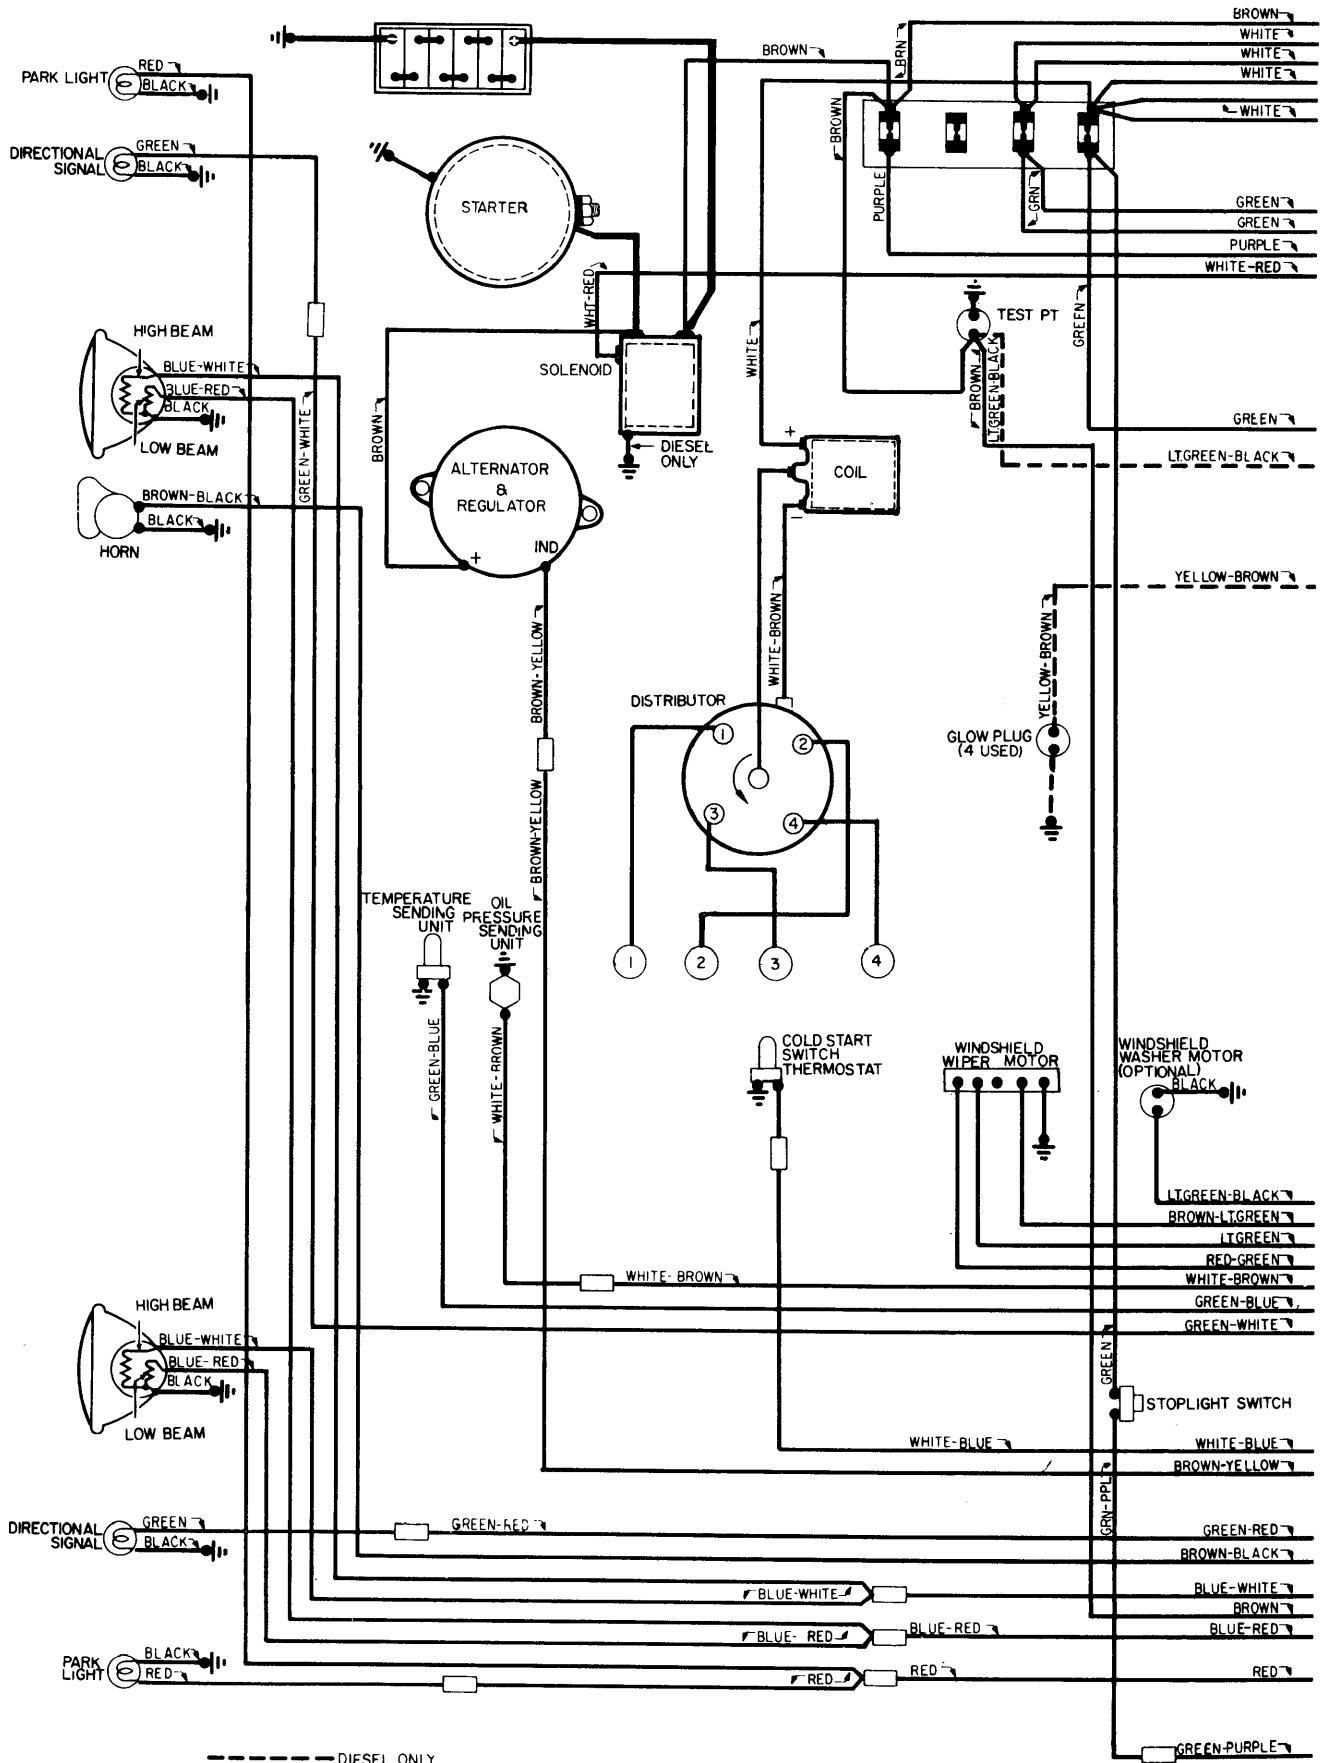 BROWN
WHITE
WHITE
WHITE
WHITE
BROWN
BRN
PARK LIGHT
RED
BLACK
BROWN
DIRECTIONAL
SIGNAL
GREEN
BLACK
STARTER
PURPLE
GRN
GREEN
GREEN
PURPLE
WHITE-RED
WHT-RED
TEST PT
GREEN
HIGH BEAM
BLUE-WHITE
BLUE-RED
BLACK
LOW BEAM
GREEN-WHITE
BROWN
SOLENOID
DIESEL
ONLY
WHITE
BROWN
LT.GREEN-BLACK
GREEN
LT.GREEN-BLACK
+
COIL
–
ALTERNATOR
&
REGULATOR
+
IND
BROWN-BLACK
BLACK
HORN
YELLOW-BROWN
YELLOW-BROWN
WHITE-BROWN
BROWN-YELLOW
DISTRIBUTOR
1
2
3
4
GLOW PLUG
(4 USED)
BROWN-YELLOW
TEMPERATURE
SENDING
UNIT
OIL
PRESSURE
SENDING
UNIT
1
2
3
4
GREEN-BLUE
WHITE-BROWN
COLD START
SWITCH
THERMOSTAT
WINDSHIELD
WIPER MOTOR
WINDSHIELD
WASHER MOTOR
(OPTIONAL)
BLACK
LT.GREEN-BLACK
BROWN-LT.GREEN
LT.GREEN
RED-GREEN
WHITE-BROWN
WHITE-BROWN
GREEN-BLUE
GREEN-WHITE
HIGH BEAM
BLUE-WHITE
BLUE-RED
BLACK
LOW BEAM
GREEN
STOPLIGHT SWITCH
WHITE-BLUE
WHITE-BLUE
BROWN-YELLOW
GRN-PPL
DIRECTIONAL
SIGNAL
GREEN
BLACK
GREEN-RED
GREEN-RED
BROWN-BLACK
BLUE-WHITE
BLUE-WHITE
BROWN
BLUE-RED
BLUE-RED
BLUE-RED
PARK
LIGHT
BLACK
RED
RED
RED
RED
GREEN-PURPLE
DIESEL ONLY